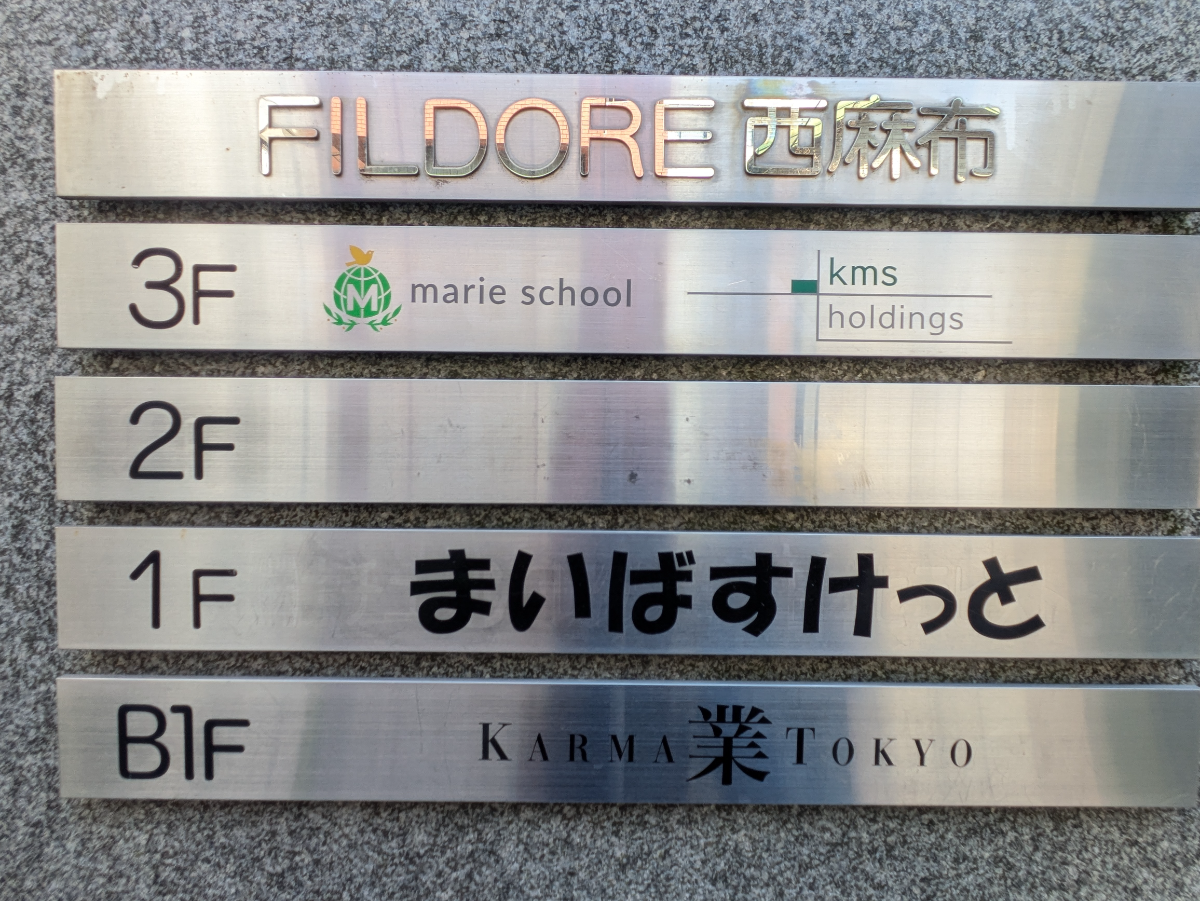 FILDORE 西麻布
3F M marie school kms
holdings
2F
1F まいばすけっと
B1F KARMA 業 TOKYO